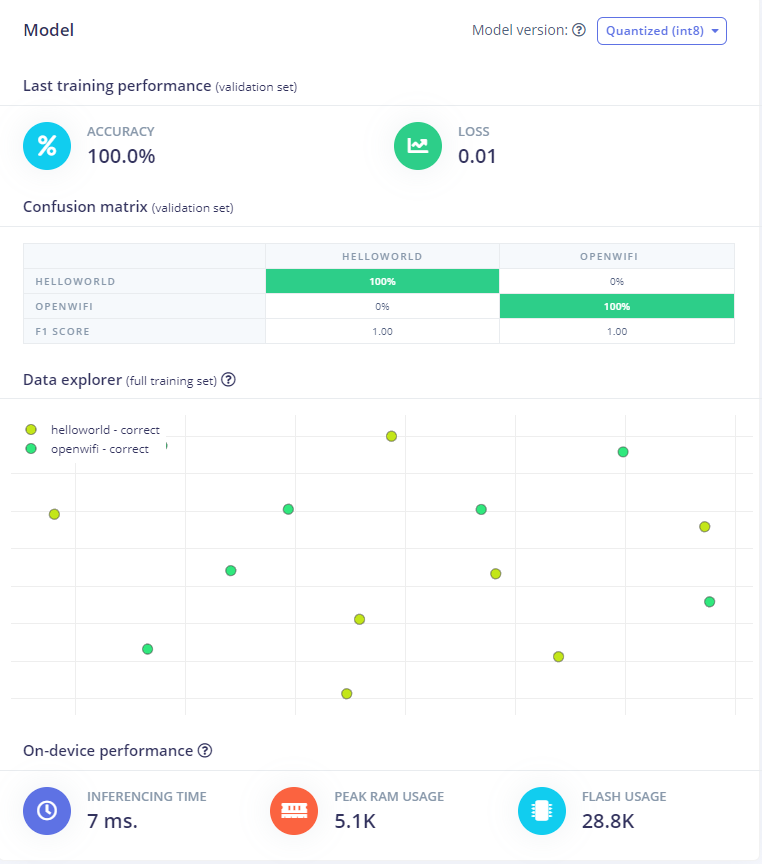 Model
Model version: ? Quantized (int8)
Last training performance (validation set)
% ACCURACY
100.0%
LOSS
0.01
Confusion matrix (validation set)
HELLOWORLD OPENWIFI
HELLOWORLD 100% 0%
OPENWIFI 0% 100%
F1 SCORE 1.00 1.00
Data explorer (full training set) ?
helloworld - correct
openwifi - correct
On-device performance ?
INFERENCING TIME
7 ms.
PEAK RAM USAGE
5.1K
FLASH USAGE
28.8K